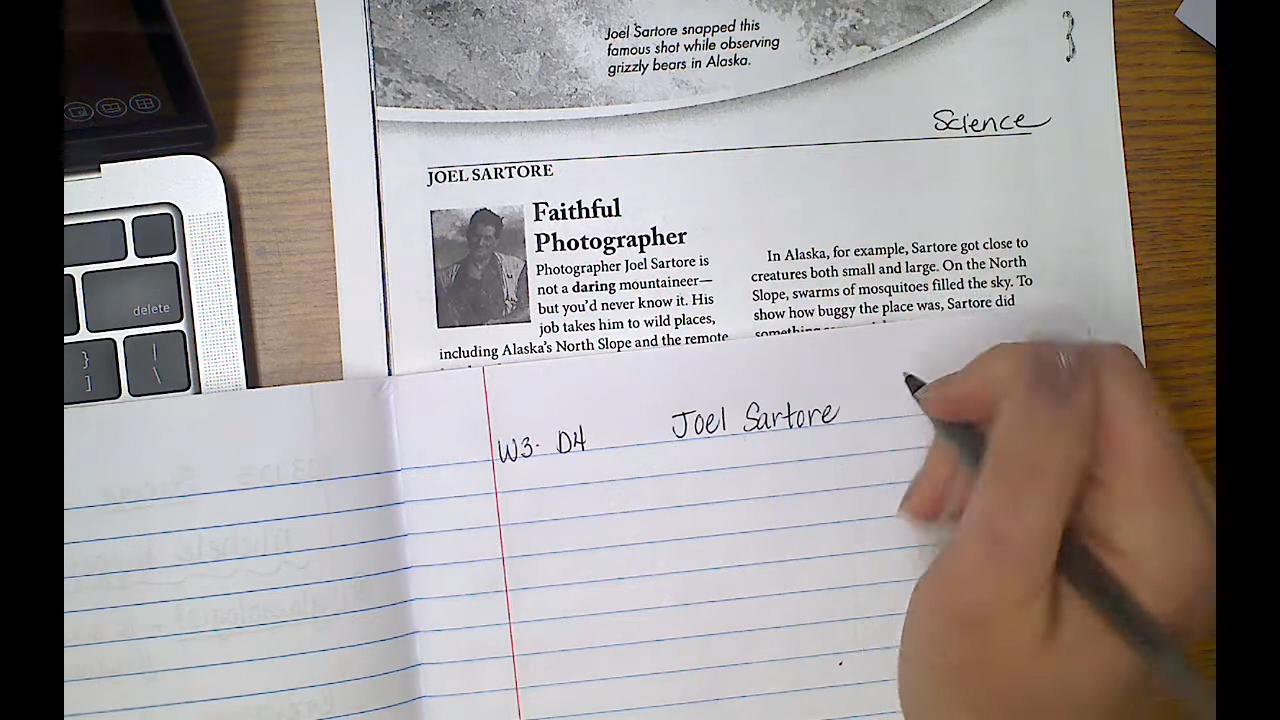 Joel Sartore snapped this
famous shot while observing
grizzly bears in Alaska.
3
Science
JOEL SARTORE
Faithful
Photographer
Photographer Joel Sartore is
not a daring mountaineer—
but you'd never know it. His
job takes him to wild places,
including Alaska's North Slope and the remote
In Alaska, for example, Sartore got close to
creatures both small and large. On the North
Slope, swarms of mosquitoes filled the sky. To
show how buggy the place was, Sartore did
something
delete
}
]
|
\
W3. D4 Joel Sartore